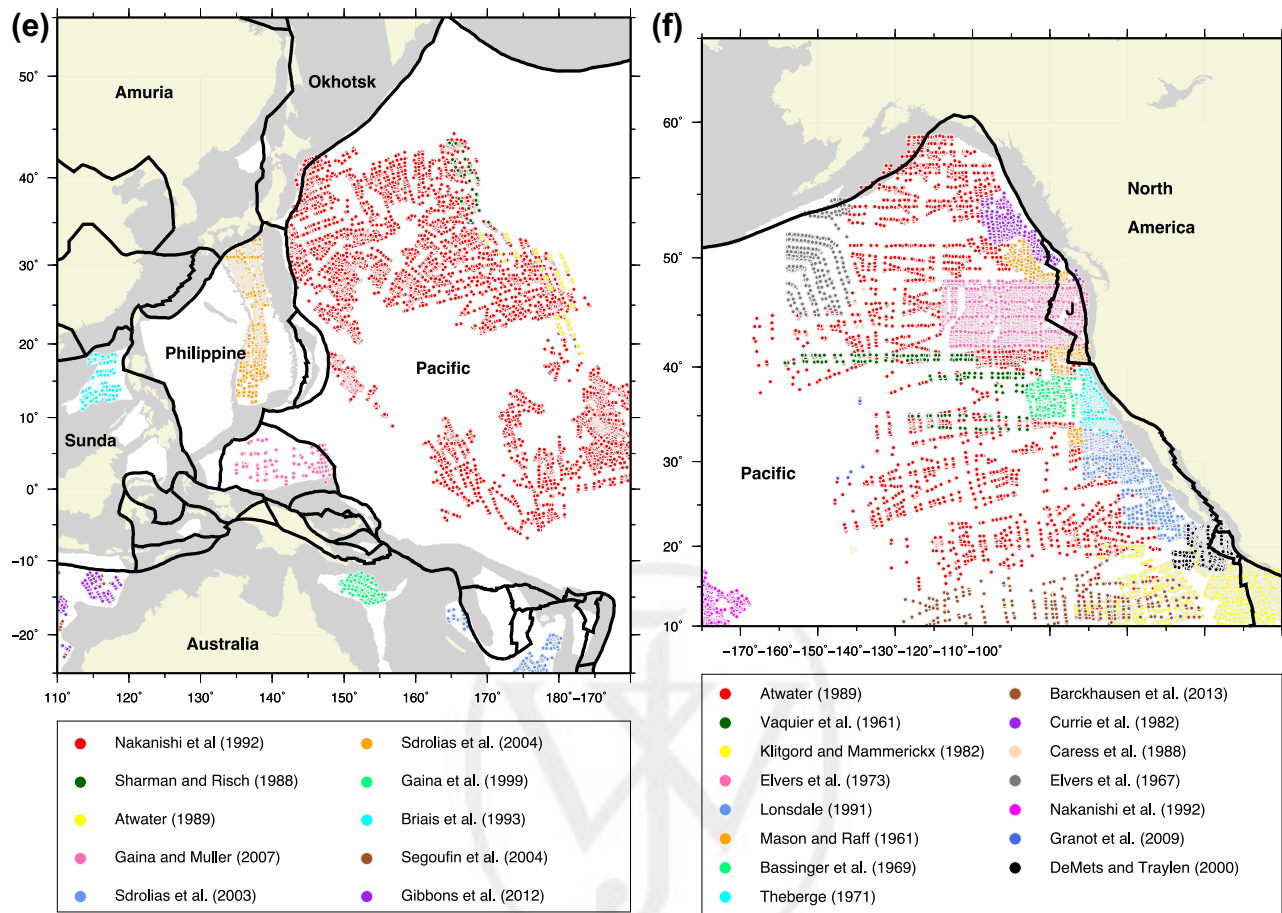 (e)
50°
40°
30°
20°
10°
0°
−10°
−20°
Amuria
Okhotsk
Philippine
Pacific
Sunda
Australia
110 120° 130° 140° 150° 160° 170° 180° −170°
Nakanishi et al (1992)
Sharman and Risch (1988)
Atwater (1989)
Gaina and Muller (2007)
Sdrolias et al. (2003)
Sdrolias et al. (2004)
Gaina et al. (1999)
Briais et al. (1993)
Segoufin et al. (2004)
Gibbons et al. (2012)
(f)
60°
50°
40°
30°
20°
10°
North
America
J
Pacific
−170° −160° −150° −140° −130° −120° −110° −100°
Atwater (1989)
Vaquier et al. (1961)
Klitgord and Mammerickx (1982)
Elvers et al. (1973)
Lonsdale (1991)
Mason and Raff (1961)
Bassinger et al. (1969)
Theberge (1971)
Barckhausen et al. (2013)
Currie et al. (1982)
Caress et al. (1988)
Elvers et al. (1967)
Nakanishi et al. (1992)
Granot et al. (2009)
DeMets and Traylen (2000)